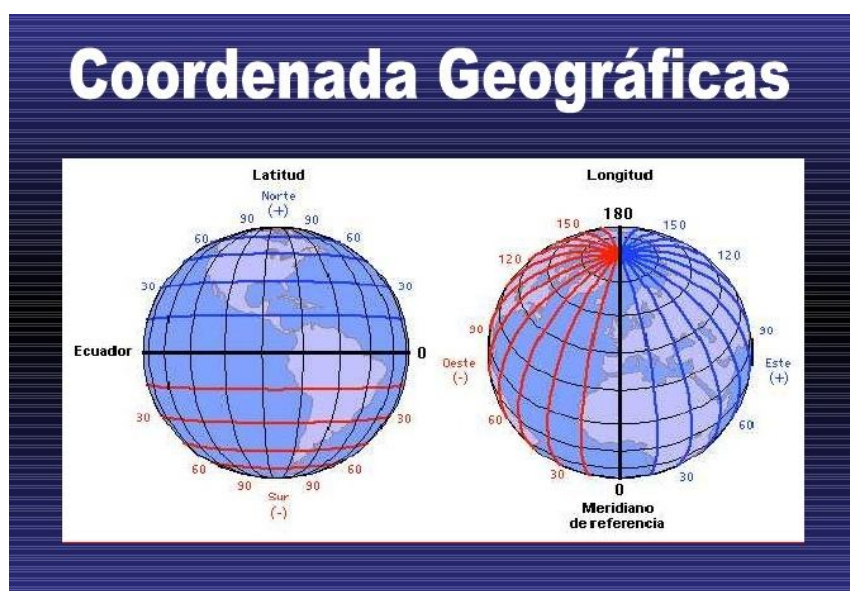 Coordenada Geográficas
Latitud
Norte
(+)
90 90
60 60
30 30
Ecuador 0
30 30
60 60
90 90
Sur
(-)
Longitud
180
150 150
120 120
90 90
Oeste
(-)
Este
(+)
60 60
30 30
0
Meridiano
de referencia